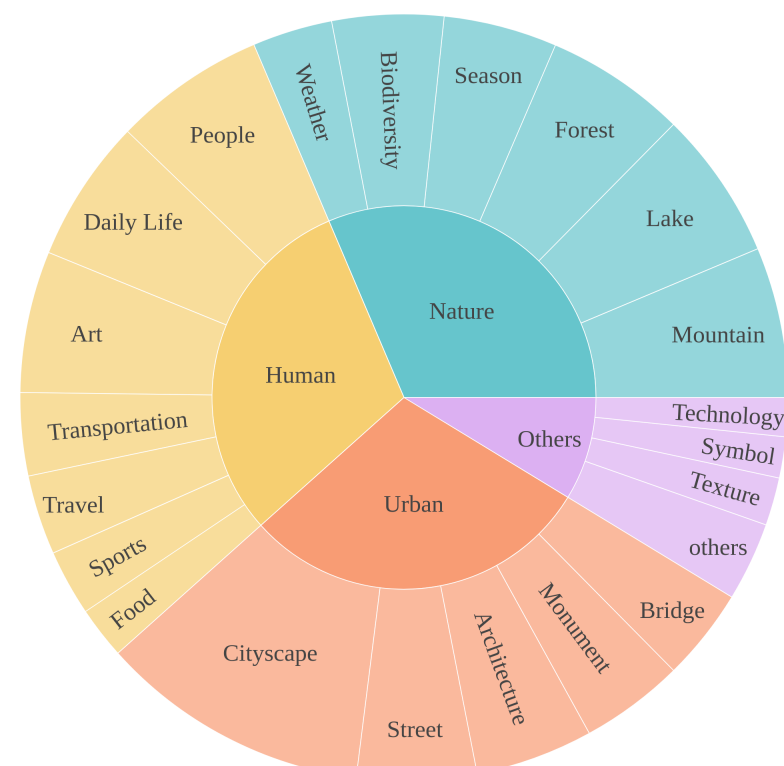 Weather
Biodiversity
Season
Forest
Lake
Mountain
People
Daily Life
Art
Transportation
Travel
Sports
Food
Nature
Human
Others
Urban
Technology
Symbol
Texture
others
Bridge
Monument
Architecture
Street
Cityscape